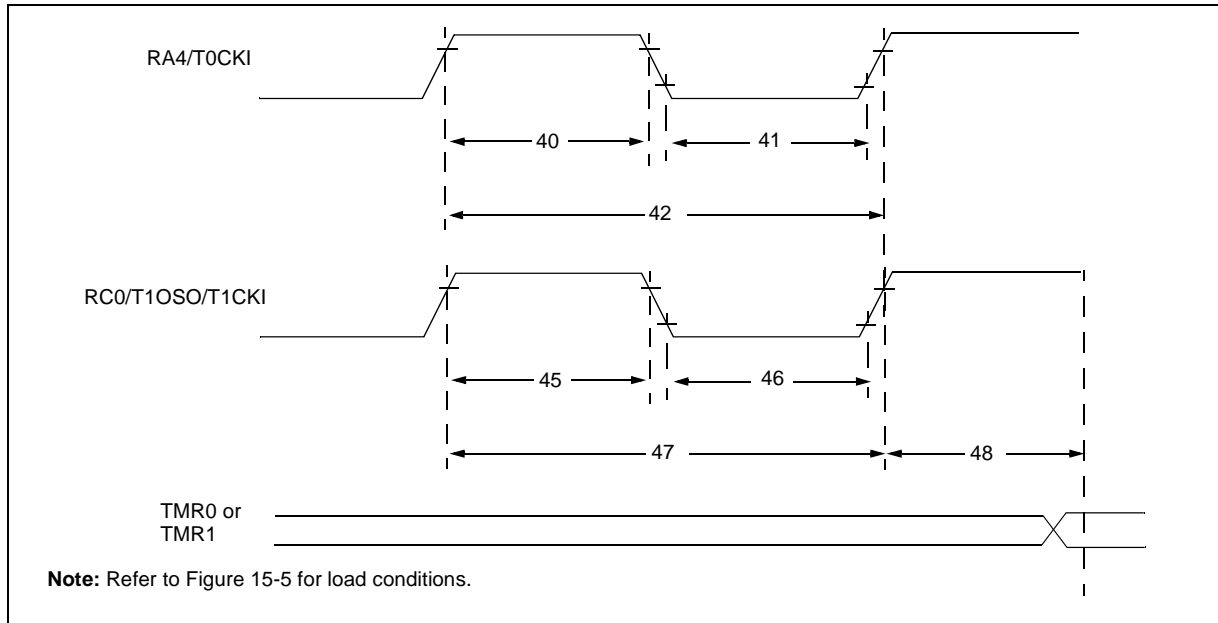 RA4/T0CKI
40
41
42
RC0/T1OSO/T1CKI
45
46
47
48
TMR0 or
TMR1
Note: Refer to Figure 15-5 for load conditions.